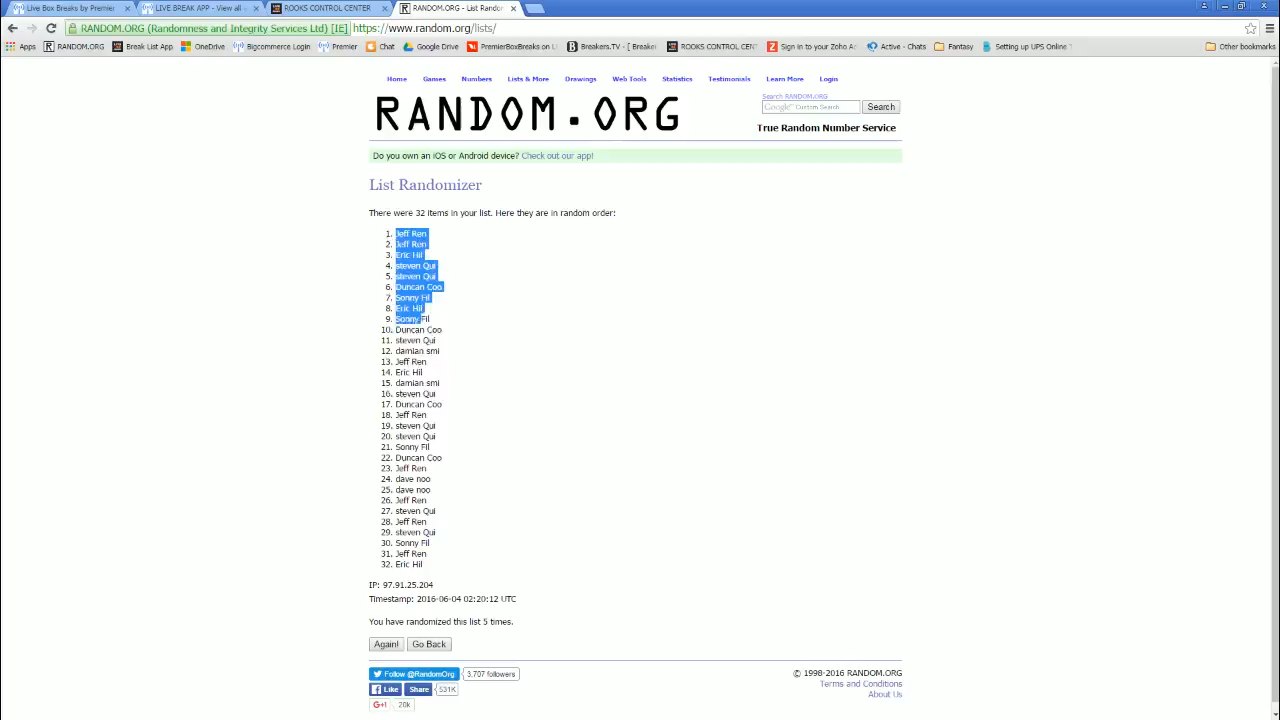 Live Box Breaks by Premier
LIVE BREAK APP - View all
ROOKS CONTROL CENTER
RANDOM.ORG - List Rando
RANDOM.ORG (Randomness and Integrity Services Ltd) [IE] https://www.random.org/lists/
Apps RANDOM.ORG Break List App OneDrive Bigcommerce Login Premier Chat Google Drive PremierBoxBreaks on Breakers.TV - [ Breaker ROOKS CONTROL CEN Sign in to your Zoho Ac Active - Chats Fantasy Setting up UPS Online Other bookmarks
Home Games Numbers Lists & More Drawings Web Tools Statistics Testimonials Learn More Login
Search RANDOM.ORG
RANDOM.ORG
Google Custom Search Search
True Random Number Service
Do you own an iOS or Android device? Check out our app!
List Randomizer
There were 32 items in your list. Here they are in random order:
1. Jeff Ren
2. Jeff Ren
3. Eric Hil
4. steven Qui
5. steven Qui
6. Duncan Coo
7. Sonny Fil
8. Eric Hil
9. Sonny Fil
10. Duncan Coo
11. steven Qui
12. damian smi
13. Jeff Ren
14. Eric Hil
15. damian smi
16. steven Qui
17. Duncan Coo
18. Jeff Ren
19. steven Qui
20. steven Qui
21. Sonny Fil
22. Duncan Coo
23. Jeff Ren
24. dave noo
25. dave noo
26. Jeff Ren
27. steven Qui
28. Jeff Ren
29. steven Qui
30. Sonny Fil
31. Jeff Ren
32. Eric Hil
IP: 97.91.25.204
Timestamp: 2016-06-04 02:20:12 UTC
You have randomized this list 5 times.
Again! Go Back
Follow @RandomOrg 3,707 followers
Like Share 531K
G+1 20k
© 1998-2016 RANDOM.ORG
Terms and Conditions
About Us